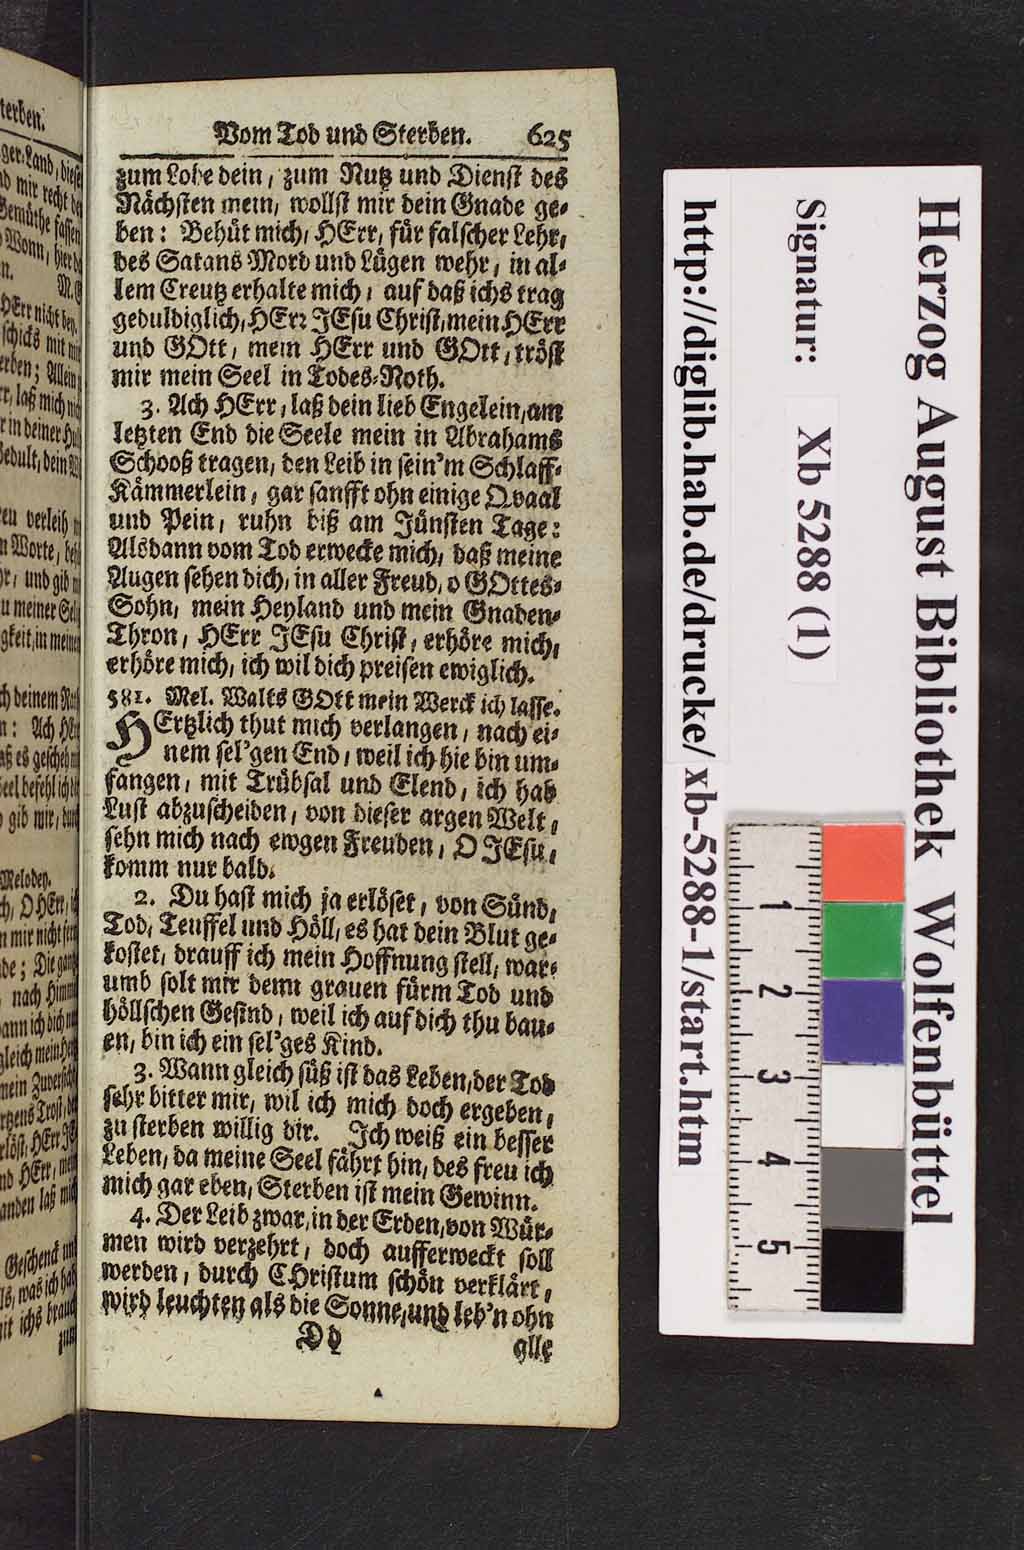 Vom Tod und Sterben. 625
zum Lobe dein, zum Nutz und Dienst des
Nächsten mein, wollst mir dein Gnade ge-
ben: Behüt mich, HErr, für falscher Lehr,
des Satans Mord und Lügen wehr, in al-
lem Creutz erhalte mich, auf daß ichs trag
geduldiglich, HErr JEsu Christ, mein HErr
und GOtt, mein HErr und GOtt, tröst
mir mein Seel in Todes-Noth.
3. Ach HErr, laß dein lieb Engelein, am
letzten End die Seele mein in Abrahams
Schooß tragen, den Leib in sein'm Schlaff-
Kämmerlein, gar sanfft ohn einige Qvaal
und Pein, ruhn biß am Jünsten Tage:
Alsdann vom Tod erwecke mich, daß meine
Augen sehen dich, in aller Freud, o GOttes-
Sohn, mein Heyland und mein Gnaden-
Thron, HErr JEsu Christ, erhöre mich,
erhöre mich, ich wil dich preisen ewiglich.
581. Mel. Walts GOtt mein Werck ich lasse.
HErtzlich thut mich verlangen, nach ei-
nem sel'gen End, weil ich hie bin um-
fangen, mit Trübsal und Elend, ich hab
Lust abzuscheiden, von dieser argen Welt,
sehn mich nach ewgen Freuden, O JEsu,
komm nur bald.
2. Du hast mich ja erlöset, von Sünd,
Tod, Teuffel und Höll, es hat dein Blut ge-
kostet, drauff ich mein Hoffnung stell, war-
umb solt mir denn grauen fürm Tod und
höllschen Gesind, weil ich auf dich thu bau-
en, bin ich ein sel'ges Kind.
3. Wann gleich süß ist das Leben, der Tod
sehr bitter mir, wil ich mich doch ergeben,
zu sterben willig dir. Ich weiß ein besser
Leben, da meine Seel fährt hin, des freu ich
mich gar eben, Sterben ist mein Gewinn.
4. Der Leib zwar, in der Erden, von Wür-
men wird verzehrt, doch aufferweckt soll
werden, durch CHristum schön verklärt,
wird leuchten als die Sonne, und leb'n ohn
Dd alle
Herzog August Bibliothek Wolfenbüttel
Signatur: Xb 5288 (1)
http://diglib.hab.de/drucke/xb-5288-1/start.htm
1
2
3
4
5